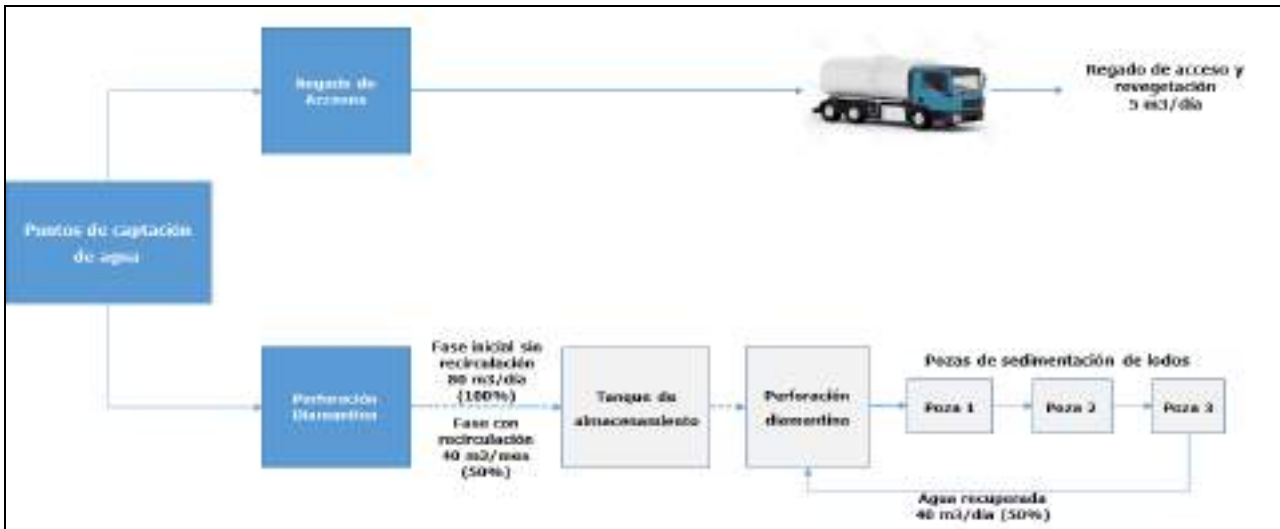 Regado de
Accesos
Regado de acceso y
revegetación
5 m3/día
Puntos de captación
de agua
Perforación
Diamantina
Fase inicial sin
recirculación
80 m3/día
(100%)
Fase con
recirculación
40 m3/mes
(50%)
Tanque de
almacenamiento
Perforación
diamantina
Pozas de sedimentación de lodos
Poza 1
Poza 2
Poza 3
Agua recuperada
40 m3/día (50%)